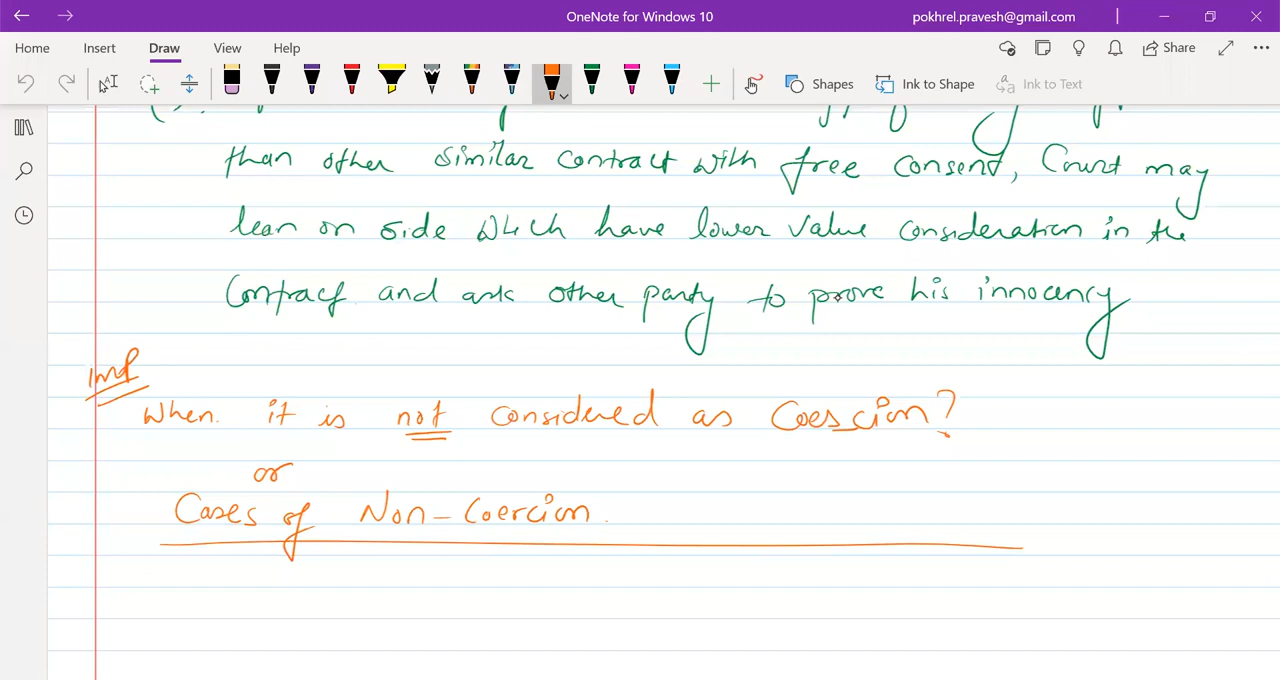 OneNote for Windows 10
pokhrel.pravesh@gmail.com
Home Insert Draw View Help Share
Shapes Ink to Shape Ink to Text
than other similar contract with free consent, Court may
lean on side which have lower value consideration in the
Contract and ask other party to prove his innocency
Imp
When it is not considered as Coercion?
or
Cases of Non-Coercion.